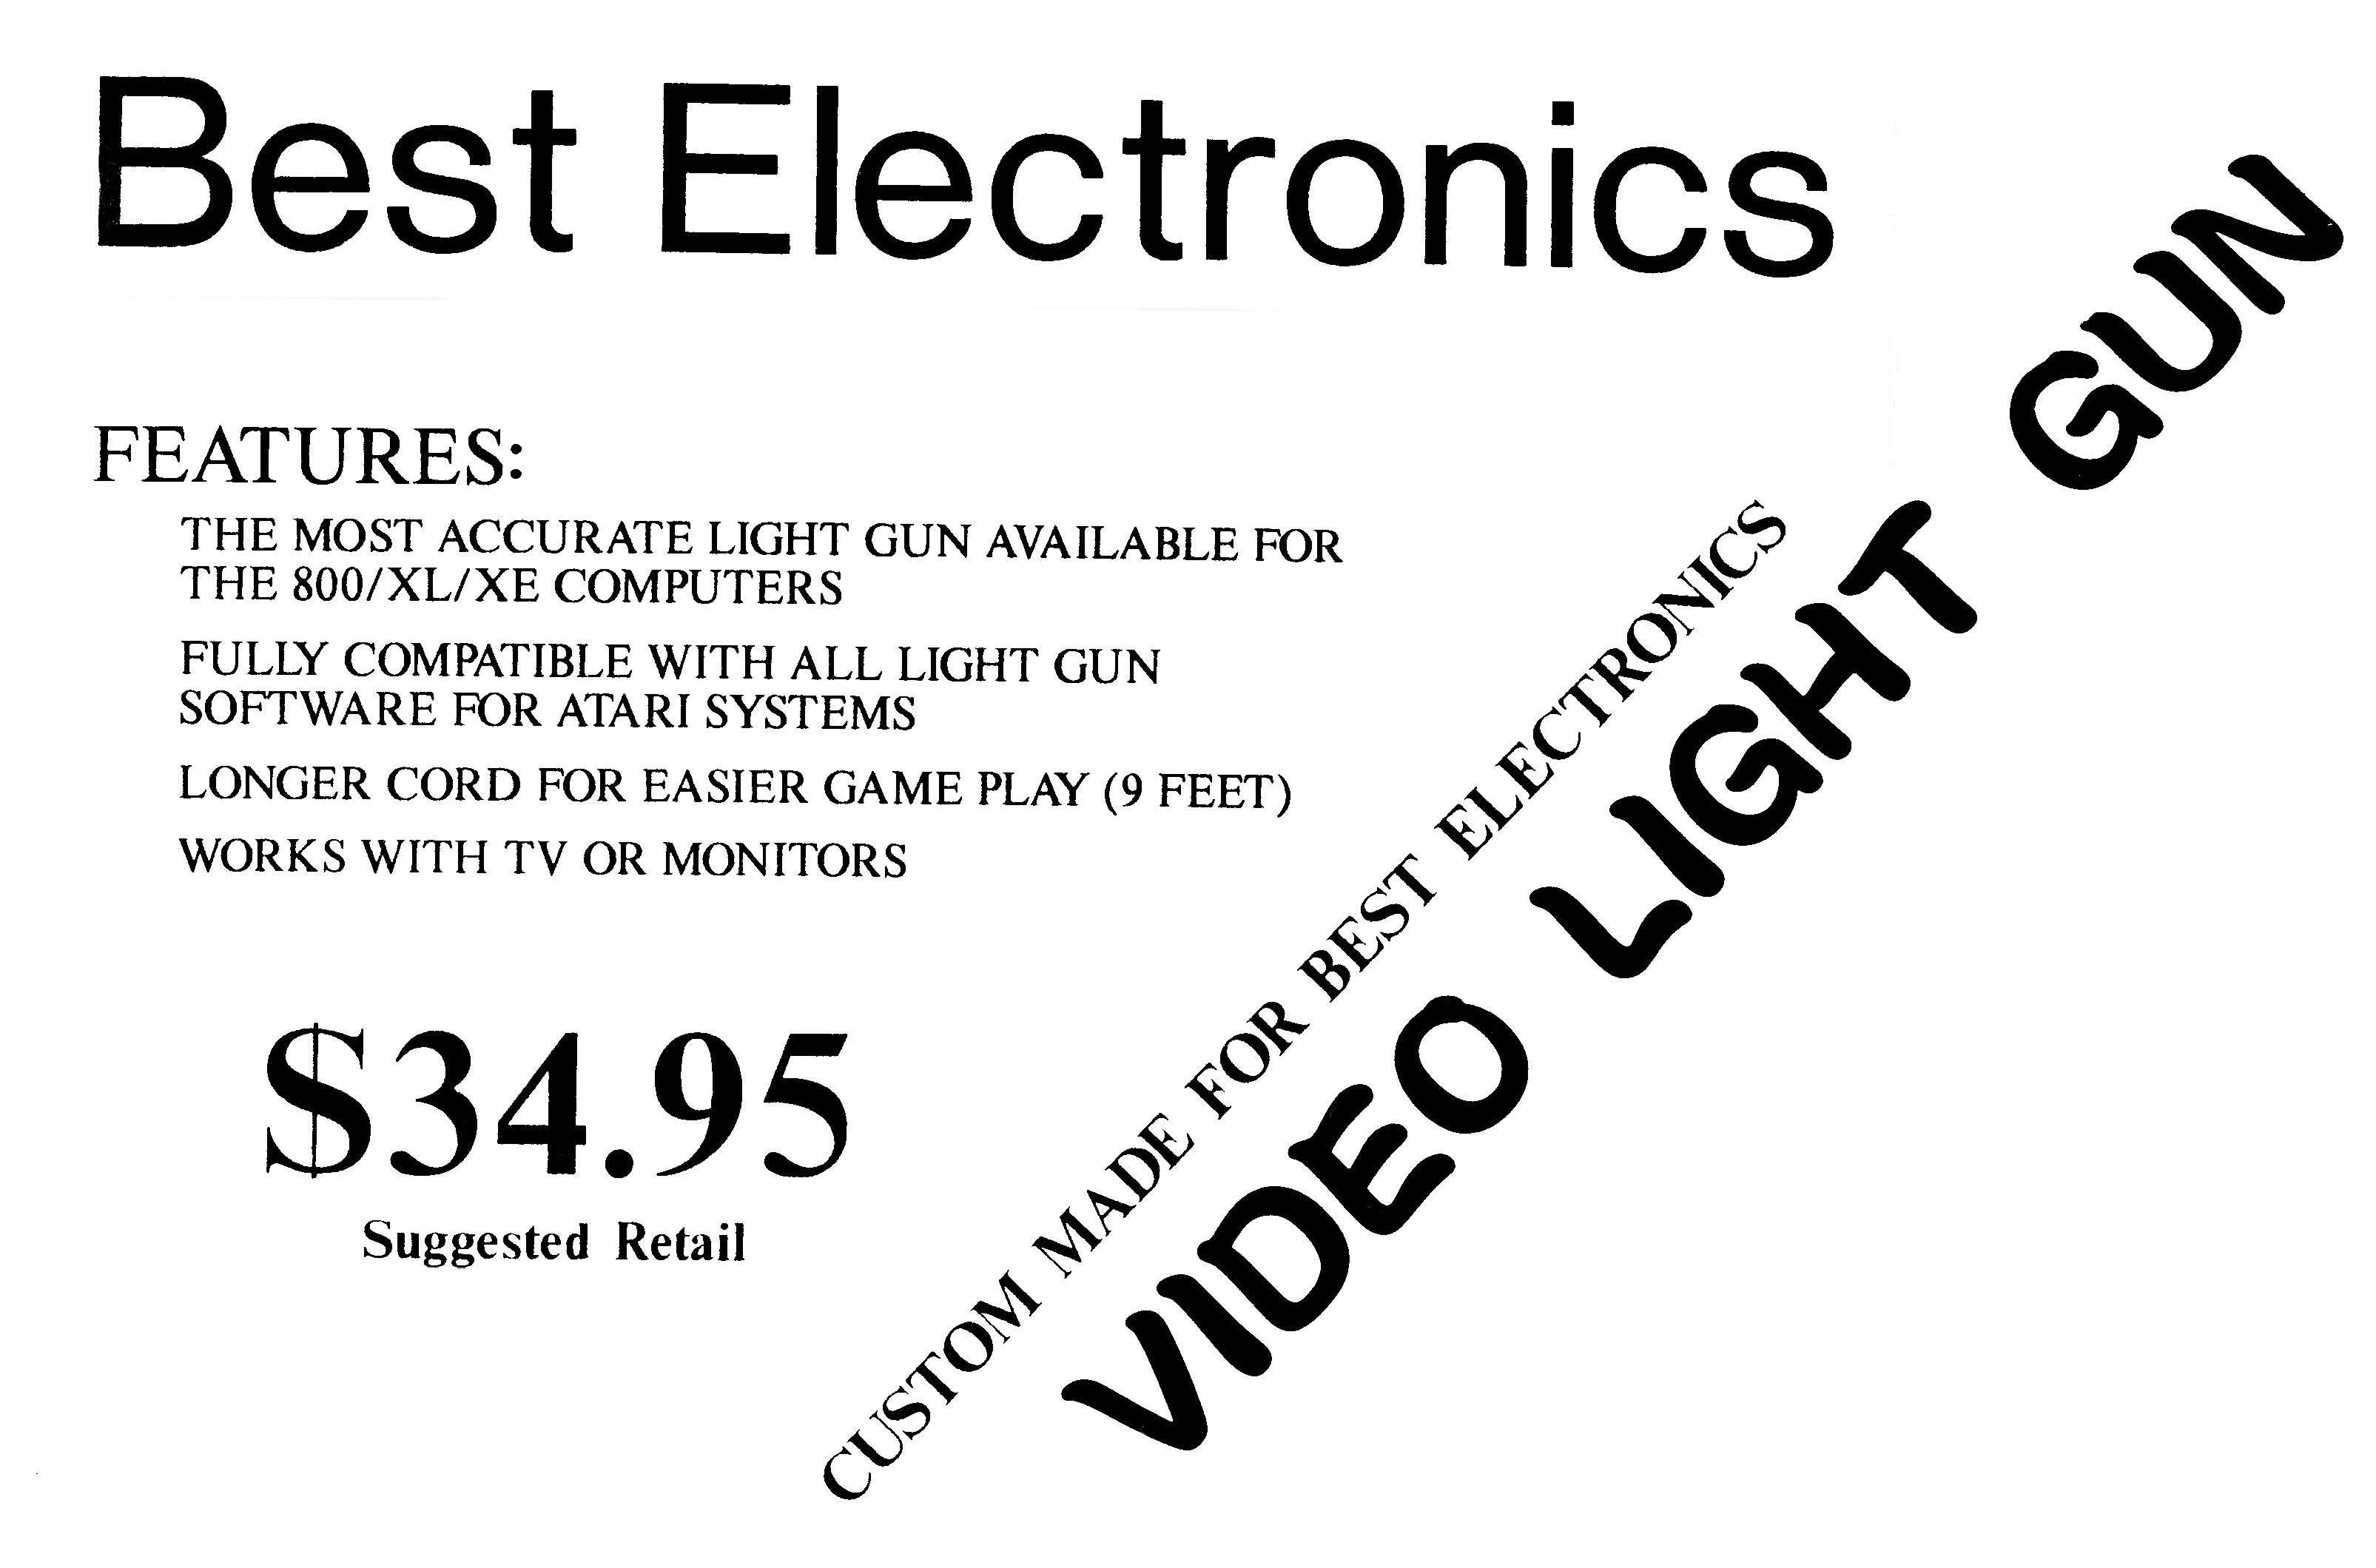 Best Electronics
FEATURES:
THE MOST ACCURATE LIGHT GUN AVAILABLE FOR
THE 800/XL/XE COMPUTERS
FULLY COMPATIBLE WITH ALL LIGHT GUN
SOFTWARE FOR ATARI SYSTEMS
LONGER CORD FOR EASIER GAME PLAY (9 FEET)
WORKS WITH TV OR MONITORS
$34.95
Suggested Retail
CUSTOM MADE FOR BEST ELECTRONICS
VIDEO LIGHT GUN